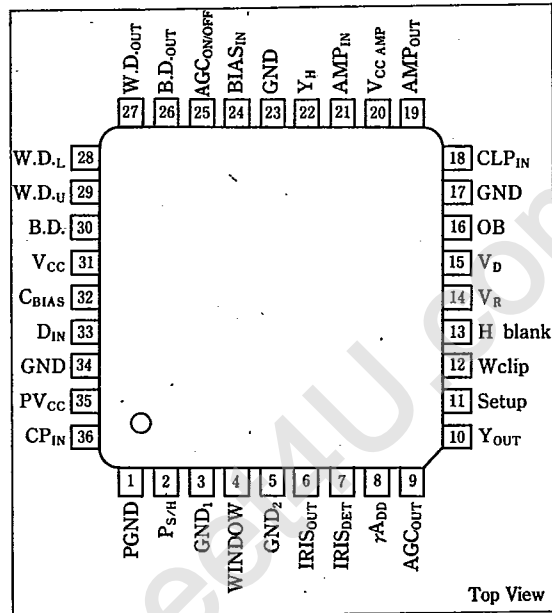 W.D.OUT
B.D.OUT
AGCON/OFF
BIASIN
GND
YH
AMPIN
VCC AMP
AMPOUT
27 26 25 24 23 22 21 20 19
W.D.L 28
W.D.U 29
B.D. 30
VCC 31
CBIAS 32
DIN 33
GND 34
PVCC 35
CPIN 36
18 CLPIN
17 GND
16 OB
15 VD
14 VR
13 H blank
12 Wclip
11 Setup
10 YOUT
1 2 3 4 5 6 7 8 9
PGND
PS/H
GND1
WINDOW
GND2
IRISOUT
IRISDET
γADD
AGCOUT
Top View
eet4U.co